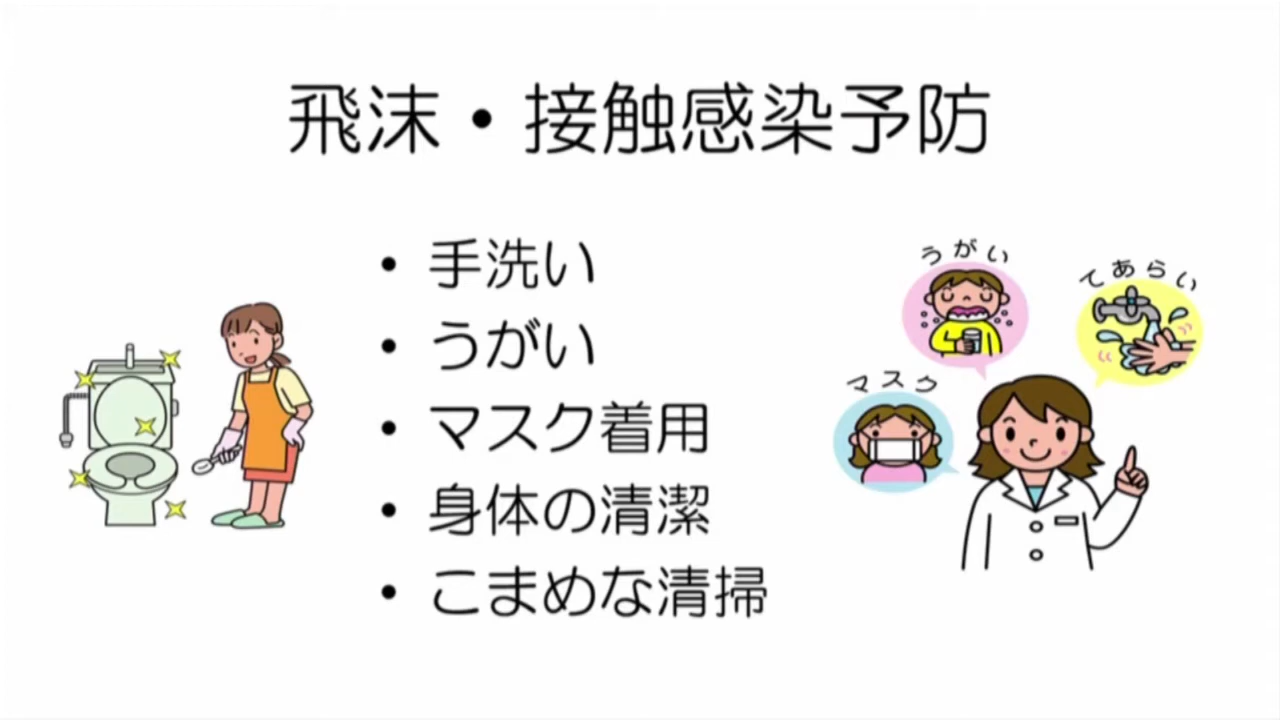 飛沫・接触感染予防
・手洗い
・うがい
・マスク着用
・身体の清潔
・こまめな清掃
うがい
てあらい
マスク